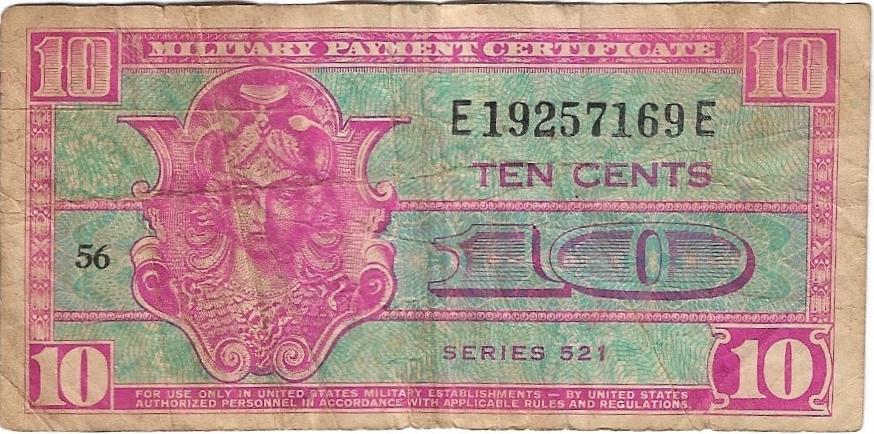 10 MILITARY PAYMENT CERTIFICATE 10
E19257169E
TEN CENTS
56
10
SERIES 521
10 10
FOR USE ONLY IN UNITED STATES MILITARY ESTABLISHMENTS — BY UNITED STATES
AUTHORIZED PERSONNEL IN ACCORDANCE WITH APPLICABLE RULES AND REGULATIONS.